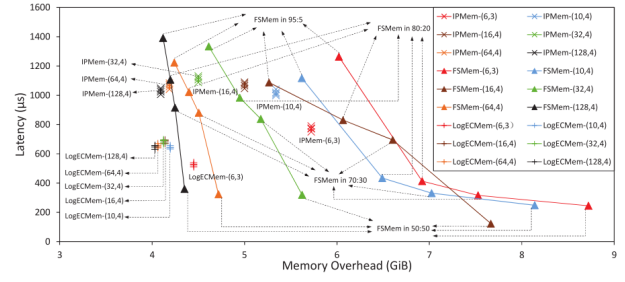 1600
1400
1200
1000
800
600
400
200
0
3
4
5
6
7
8
9
Latency (μs)
Memory Overhead (GiB)
FSMem in 95:5
FSMem in 80:20
FSMem in 70:30
FSMem in 50:50
IPMem-(32,4)
IPMem-(64,4)
IPMem-(128,4)
IPMem-(16,4)
IPMem-(10,4)
IPMem-(6,3)
LogECMem-(6,3)
LogECMem-(128,4)
LogECMem-(64,4)
LogECMem-(32,4)
LogECMem-(16,4)
LogECMem-(10,4)
IPMem-(6,3) IPMem-(10,4)
IPMem-(16,4) IPMem-(32,4)
IPMem-(64,4) IPMem-(128,4)
FSMem-(6,3) FSMem-(10,4)
FSMem-(16,4) FSMem-(32,4)
FSMem-(64,4) FSMem-(128,4)
LogECMem-(6,3） LogECMem-(10,4)
LogECMem-(16,4) LogECMem-(32,4)
LogECMem-(64,4) LogECMem-(128,4)